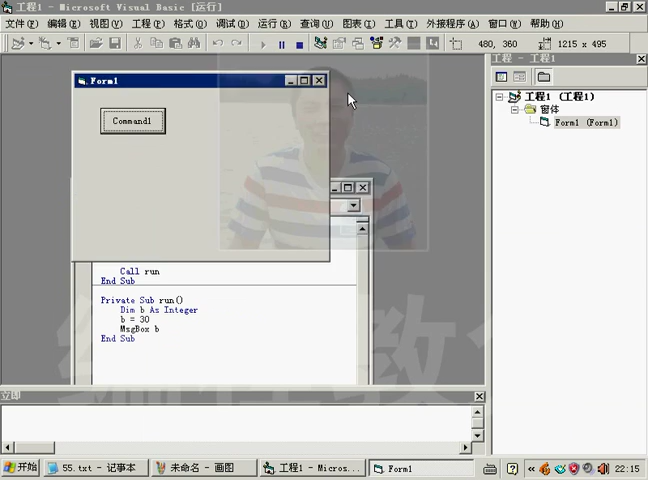 工程1 - Microsoft Visual Basic [运行]
文件(F) 编辑(E) 视图(V) 工程(P) 格式(O) 调试(D) 运行(R) 查询(U) 图表(I) 工具(T) 外接程序(A) 窗口(W) 帮助(H)
480, 360 1215 x 495
工程 - 工程1
Form1
Command1
工程1 (工程1)
窗体
Form1 (Form1)
Call run
End Sub
Private Sub run()
Dim b As Integer
b = 30
MsgBox b
End Sub
编程教
立即
开始 55.txt - 记事本 未命名 - 画图 工程1 - Micros... Form1 22:15